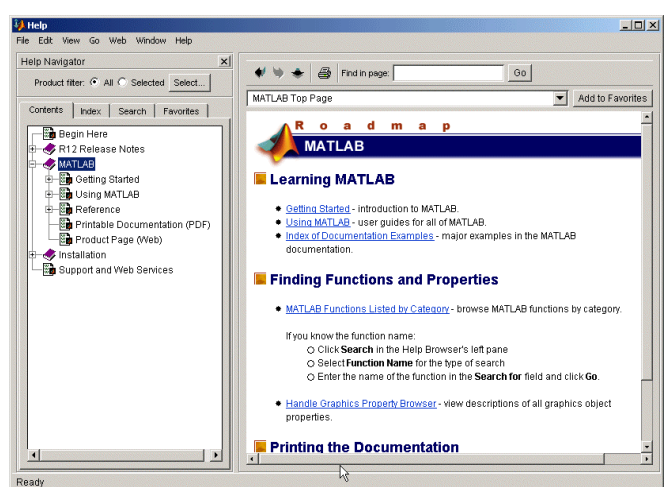 Help
File Edit View Go Web Window Help
Help Navigator
Product filter: All Selected Select...
Contents Index Search Favorites
Begin Here
R12 Release Notes
MATLAB
Getting Started
Using MATLAB
Reference
Printable Documentation (PDF)
Product Page (Web)
Installation
Support and Web Services
Find in page: Go
MATLAB Top Page Add to Favorites
Roadmap
MATLAB
Learning MATLAB
Getting Started - introduction to MATLAB.
Using MATLAB - user guides for all of MATLAB.
Index of Documentation Examples - major examples in the MATLAB
documentation.
Finding Functions and Properties
MATLAB Functions Listed by Category - browse MATLAB functions by category.
If you know the function name:
Click Search in the Help Browser's left pane
Select Function Name for the type of search
Enter the name of the function in the Search for field and click Go.
Handle Graphics Property Browser - view descriptions of all graphics object
properties.
Printing the Documentation
Ready